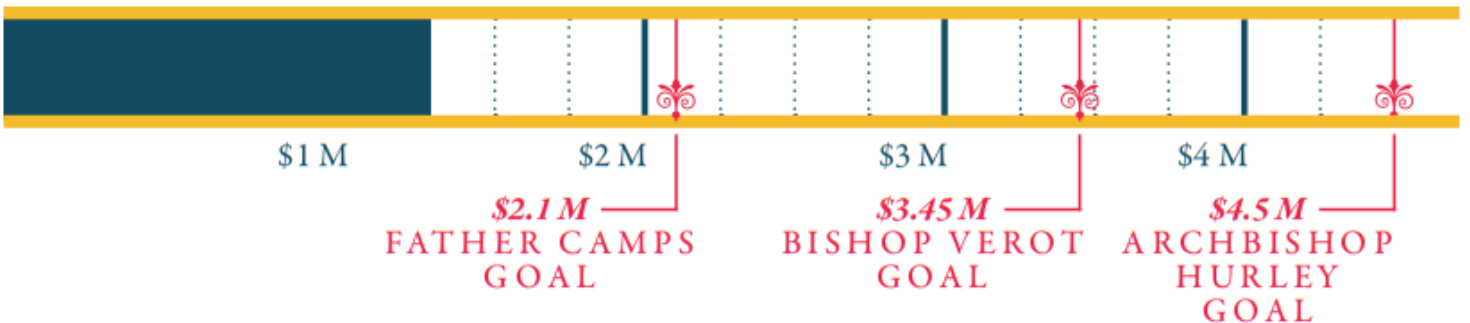 $1 M
$2 M
$3 M
$4 M
$2.1 M
FATHER CAMPS
GOAL
$3.45 M
BISHOP VEROT
GOAL
$4.5 M
ARCHBISHOP
HURLEY
GOAL